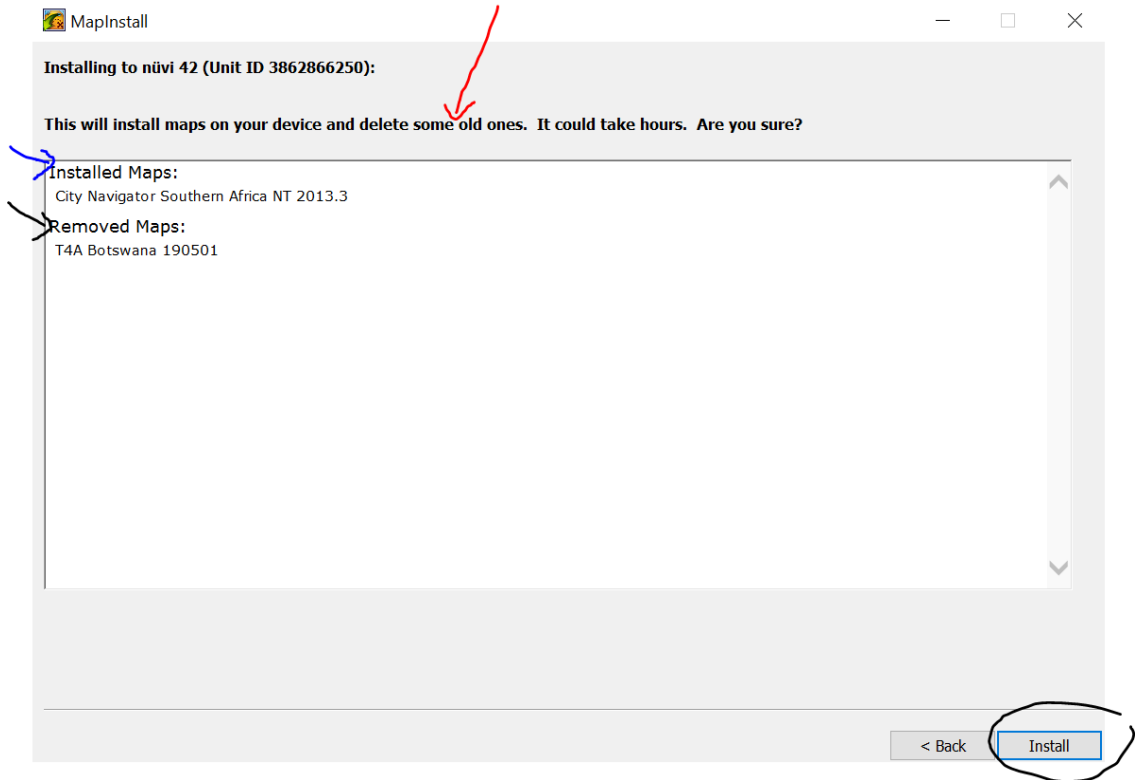 MapInstall
Installing to nüvi 42 (Unit ID 3862866250):
This will install maps on your device and delete some old ones.  It could take hours.  Are you sure?
Installed Maps:
City Navigator Southern Africa NT 2013.3
Removed Maps:
T4A Botswana 190501
< Back
Install